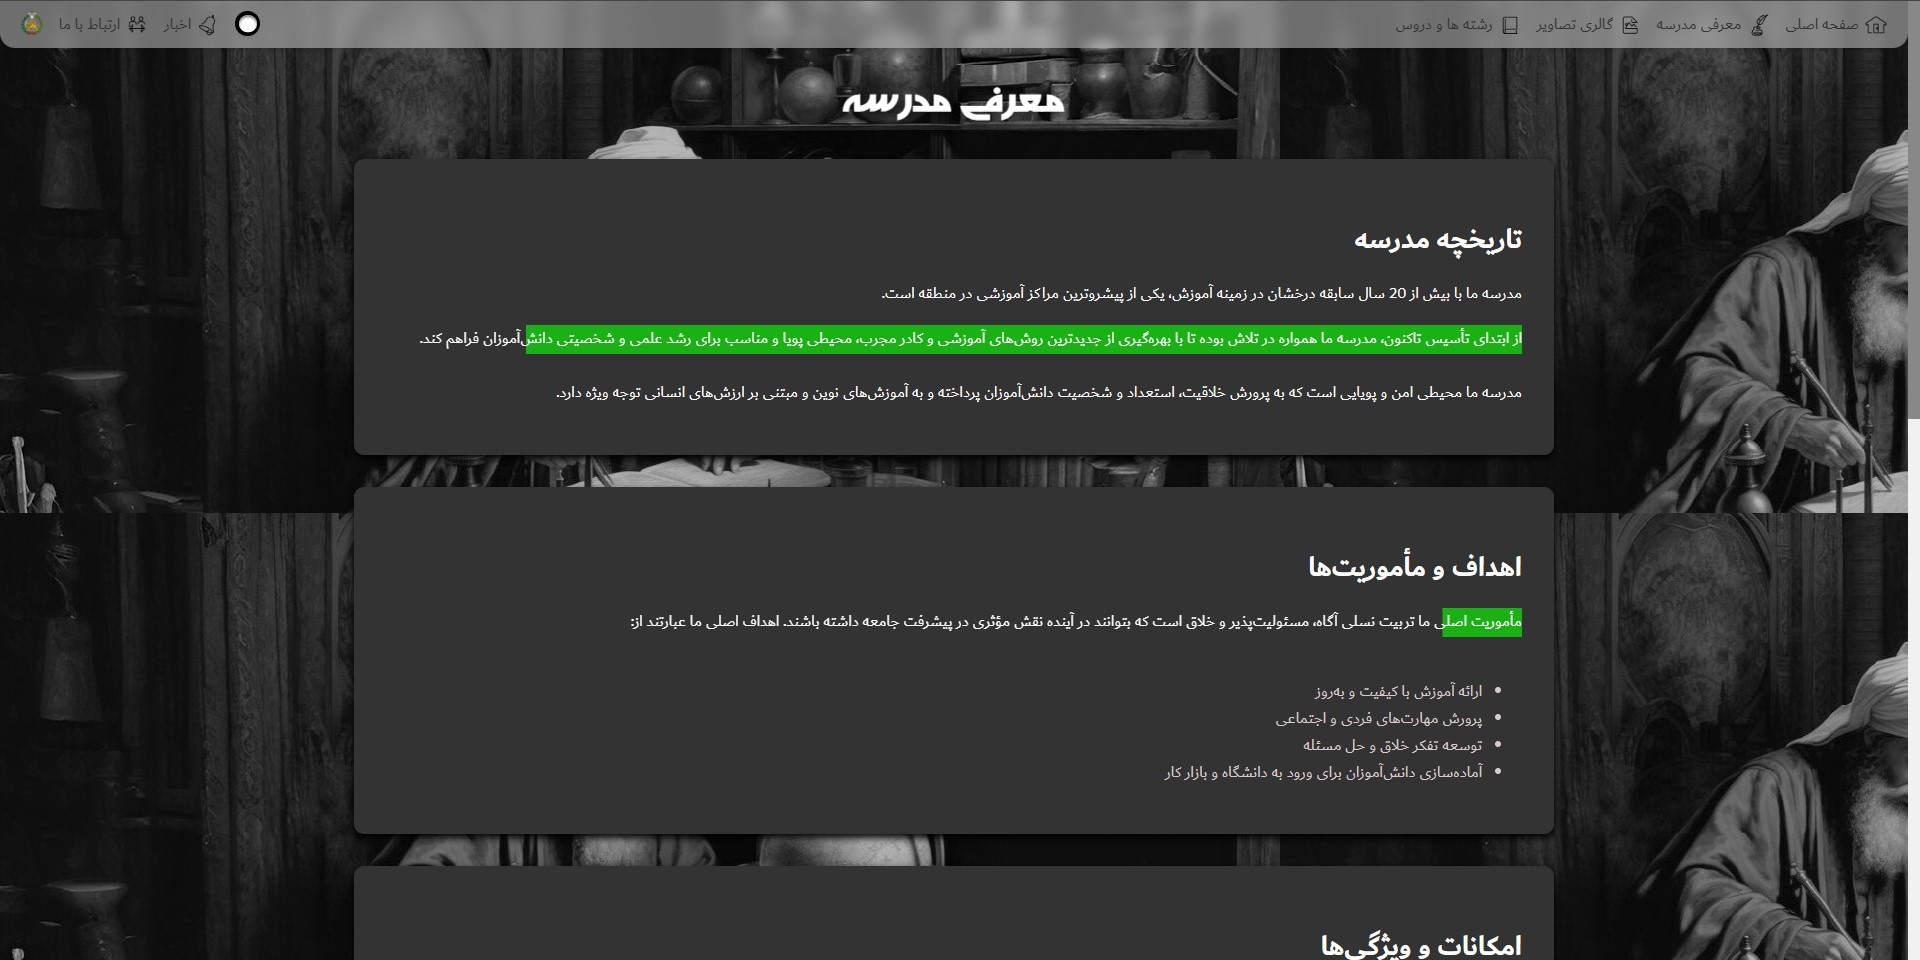 صفحه اصلی
معرفی مدرسه
گالری تصاویر
رشته ها و دروس
اخبار
ارتباط با ما
معرفی مدرسه
تاریخچه مدرسه
مدرسه ما با بیش از 20 سال سابقه درخشان در زمینه آموزش، یکی از پیشروترین مراکز آموزشی در منطقه است.
از ابتدای تأسیس تاکنون، مدرسه ما همواره در تلاش بوده تا با بهره‌گیری از جدیدترین روش‌های آموزشی و کادر مجرب، محیطی پویا و مناسب برای رشد علمی و شخصیتی دانش‌آموزان فراهم کند.
مدرسه ما محیطی امن و پویایی است که به پرورش خلاقیت، استعداد و شخصیت دانش‌آموزان پرداخته و به آموزش‌های نوین و مبتنی بر ارزش‌های انسانی توجه ویژه دارد.
اهداف و مأموریت‌ها
مأموریت اصلی ما تربیت نسلی آگاه، مسئولیت‌پذیر و خلاق است که بتوانند در آینده نقش مؤثری در پیشرفت جامعه داشته باشند. اهداف اصلی ما عبارتند از:
ارائه آموزش با کیفیت و به‌روز
پرورش مهارت‌های فردی و اجتماعی
توسعه تفکر خلاق و حل مسئله
آماده‌سازی دانش‌آموزان برای ورود به دانشگاه و بازار کار
امکانات و ویژگی‌ها